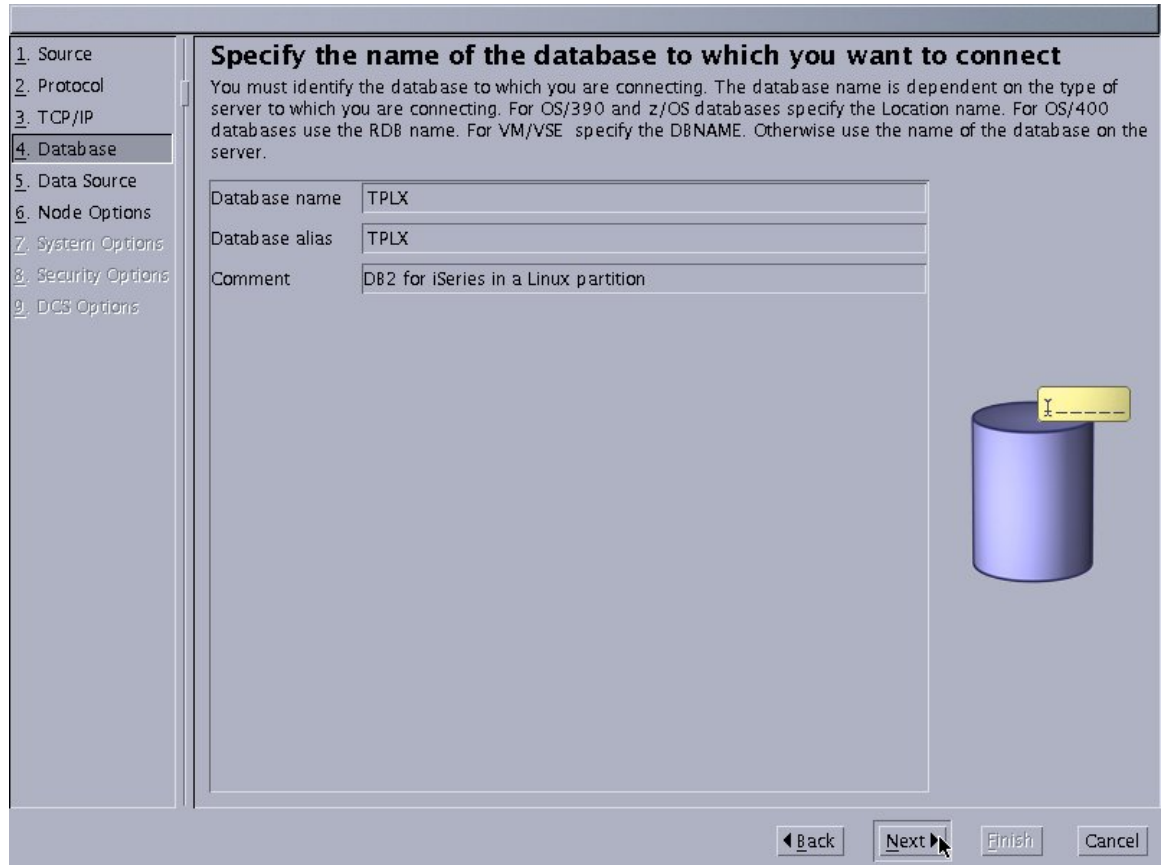 1. Source
2. Protocol
3. TCP/IP
4. Database
5. Data Source
6. Node Options
7. System Options
8. Security Options
9. DCS Options
Specify the name of the database to which you want to connect
You must identify the database to which you are connecting. The database name is dependent on the type of
server to which you are connecting. For OS/390 and z/OS databases specify the Location name. For OS/400
databases use the RDB name. For VM/VSE specify the DBNAME. Otherwise use the name of the database on the
server.
Database name TPLX
Database alias TPLX
Comment DB2 for iSeries in a Linux partition
Back Next Finish Cancel